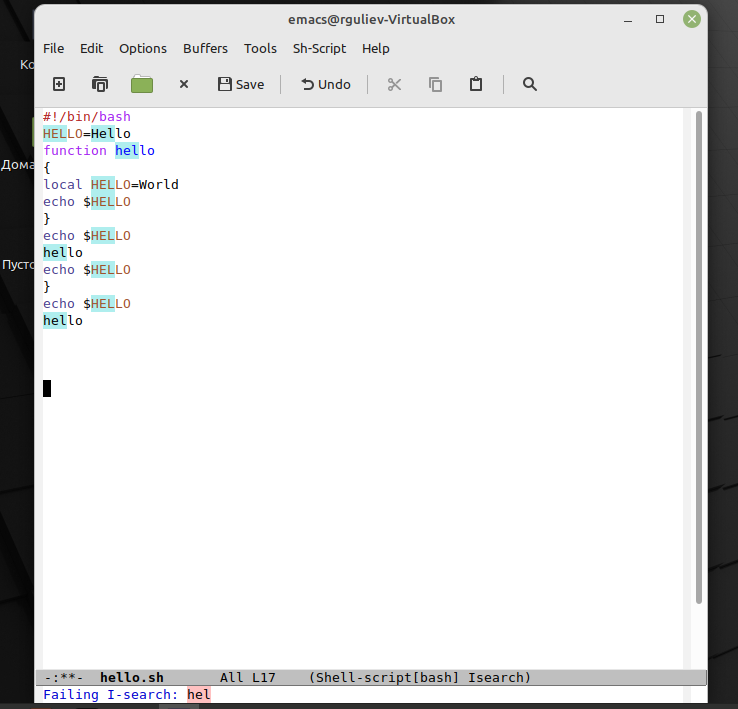 emacs@rguliev-VirtualBox
File Edit Options Buffers Tools Sh-Script Help
Save Undo
Ко
Дома
Пусто
#!/bin/bash
HELLO=Hello
function hello
{
local HELLO=World
echo $HELLO
}
echo $HELLO
hello
echo $HELLO
}
echo $HELLO
hello
-:**- hello.sh All L17 (Shell-script[bash] Isearch)
Failing I-search: hel